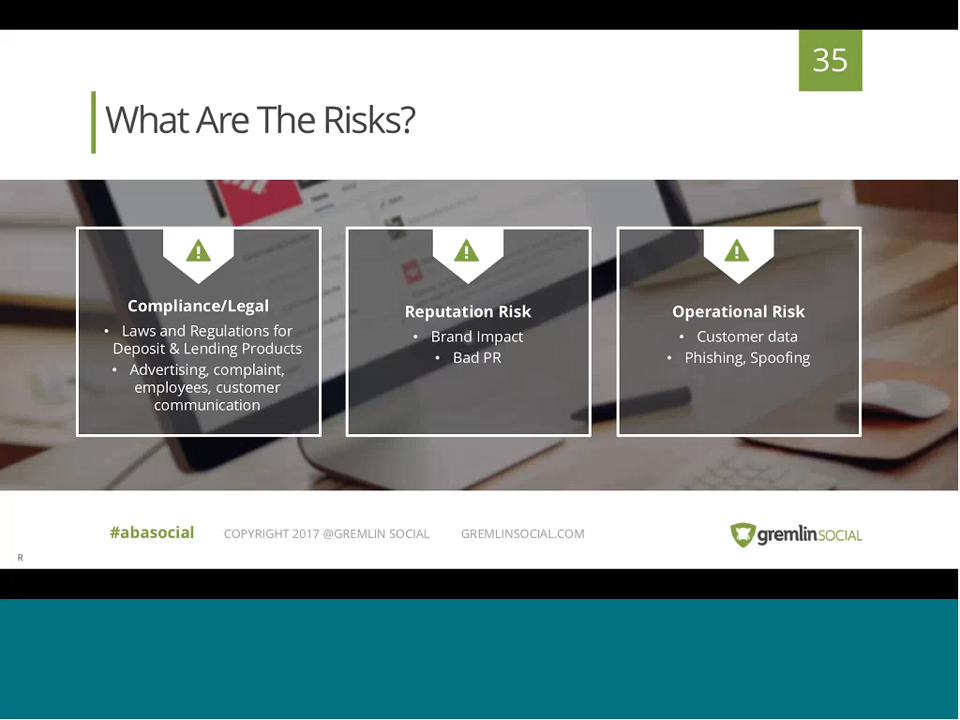 35
What Are The Risks?
Compliance/Legal
• Laws and Regulations for
Deposit & Lending Products
• Advertising, complaint,
employees, customer
communication
Reputation Risk
• Brand Impact
• Bad PR
Operational Risk
• Customer data
• Phishing, Spoofing
#abasocial COPYRIGHT 2017 @GREMLIN SOCIAL GREMLINSOCIAL.COM
gremlinSOCIAL
R